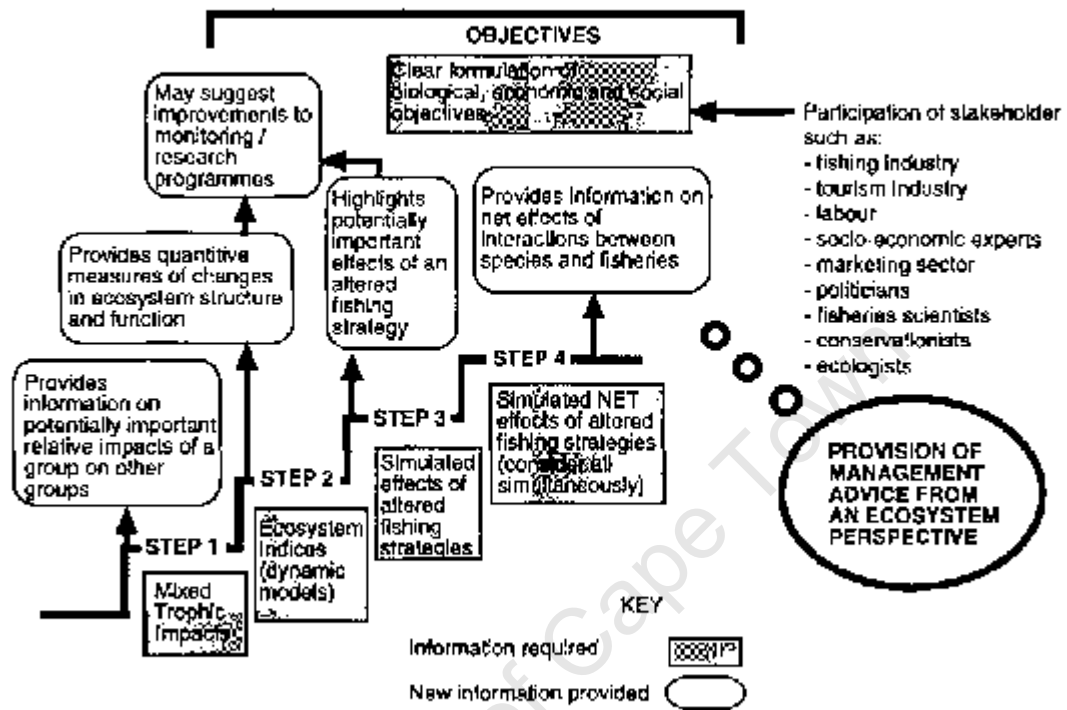 OBJECTIVES
Clear formulation of
biological, economic and social
objectives
May suggest
improvements to
monitoring /
research
programmes
Participation of stakeholder
such as:
- fishing industry
- tourism Industry
- labour
- socio-economic experts
- marketing sector
- politicians
- fisheries scientists
- conservationists
- ecologists
Highlights
potentially
important
effects of an
altered
fishing
strategy
Provides Information on
net effects of
Interactions between
species and fisheries
Provides quantitive
measures of changes
in ecosystem structure
and function
Provides
information on
potentially important
relative impacts of a
group on other
groups
STEP 4
Simulated NET
effects of altered
fishing strategies
(consider all
simultaneously)
STEP 3
Simulated
effects of
altered
fishing
strategies
STEP 2
Ecosystem
Indices
(dynamic
models)
STEP 1
Mixed
Trophic
Impacts
PROVISION OF
MANAGEMENT
ADVICE FROM
AN ECOSYSTEM
PERSPECTIVE
KEY
Information required
New information provided
of Cape Town